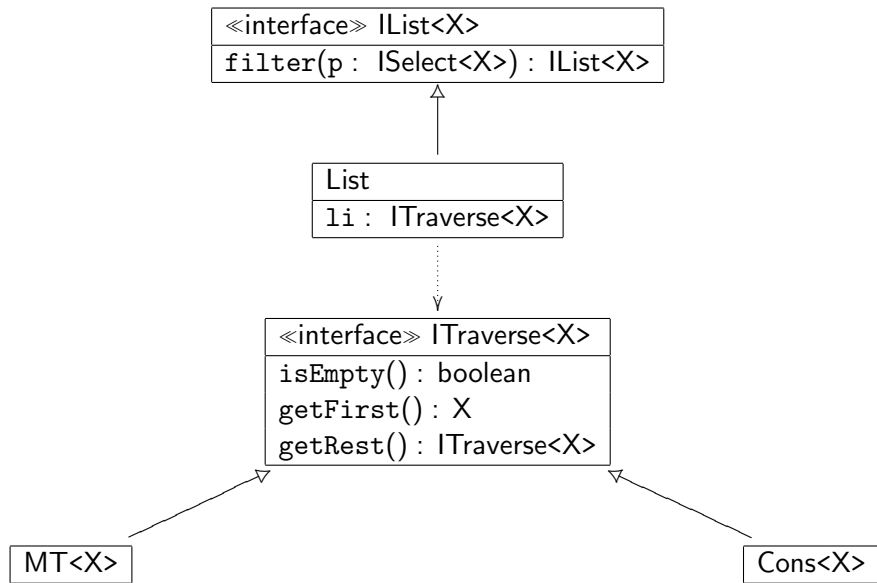 ≪interface≫ IList<X>
filter(p : ISelect<X>) : IList<X>
List
li : ITraverse<X>
≪interface≫ ITraverse<X>
isEmpty() : boolean
getFirst() : X
getRest() : ITraverse<X>
MT<X>
Cons<X>